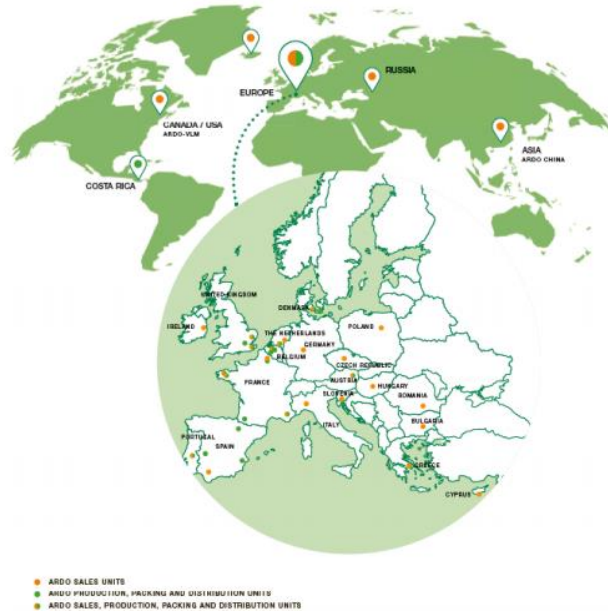 EUROPE
RUSSIA
CANADA / USA
ARDO-VLM
ASIA
ARDO CHINA
COSTA RICA
UNITED-KINGSOM
DENMARK
IRELAND
THE NETHERLANDS
POLAND
GERMANY
BELGIUM
CZECH REPUBLIC
FRANCE
AUSTRIA
HUNGARY
SLOVENIA
ROMANIA
ITALY
BULGARIA
PORTUGAL
SPAIN
GREECE
CYPRUS
ARDO SALES UNITS
ARDO PRODUCTION, PACKING AND DISTRIBUTION UNITS
ARDO SALES, PRODUCTION, PACKING AND DISTRIBUTION UNITS